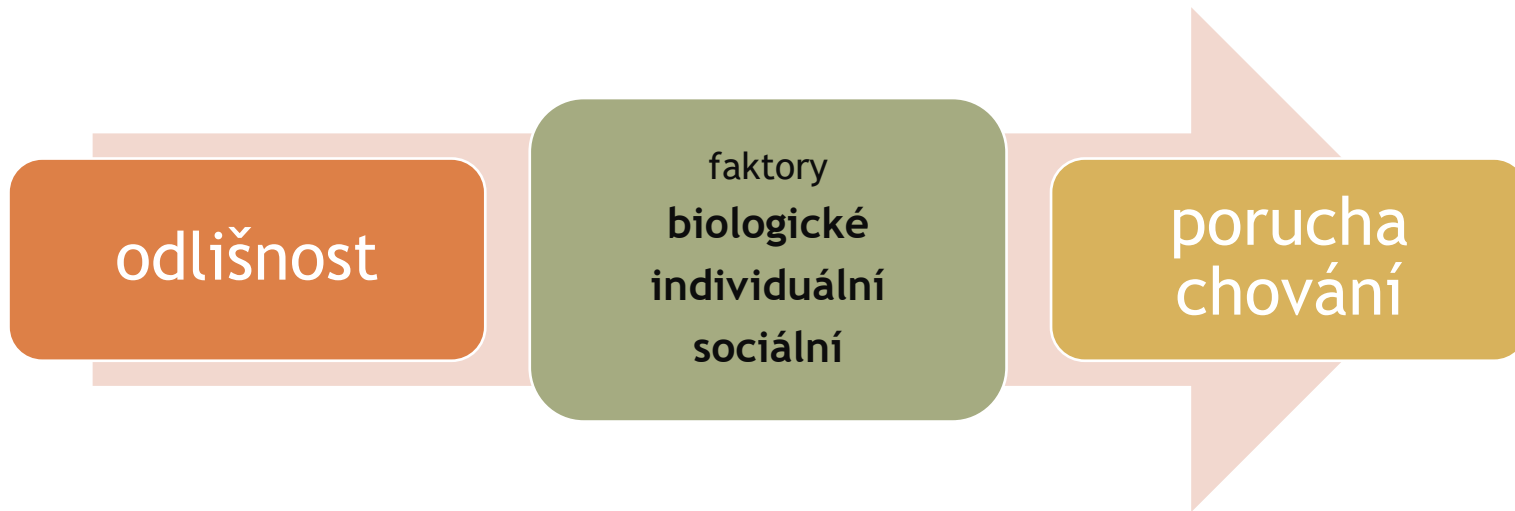 odlišnost
faktory
biologické
individuální
sociální
porucha
chování